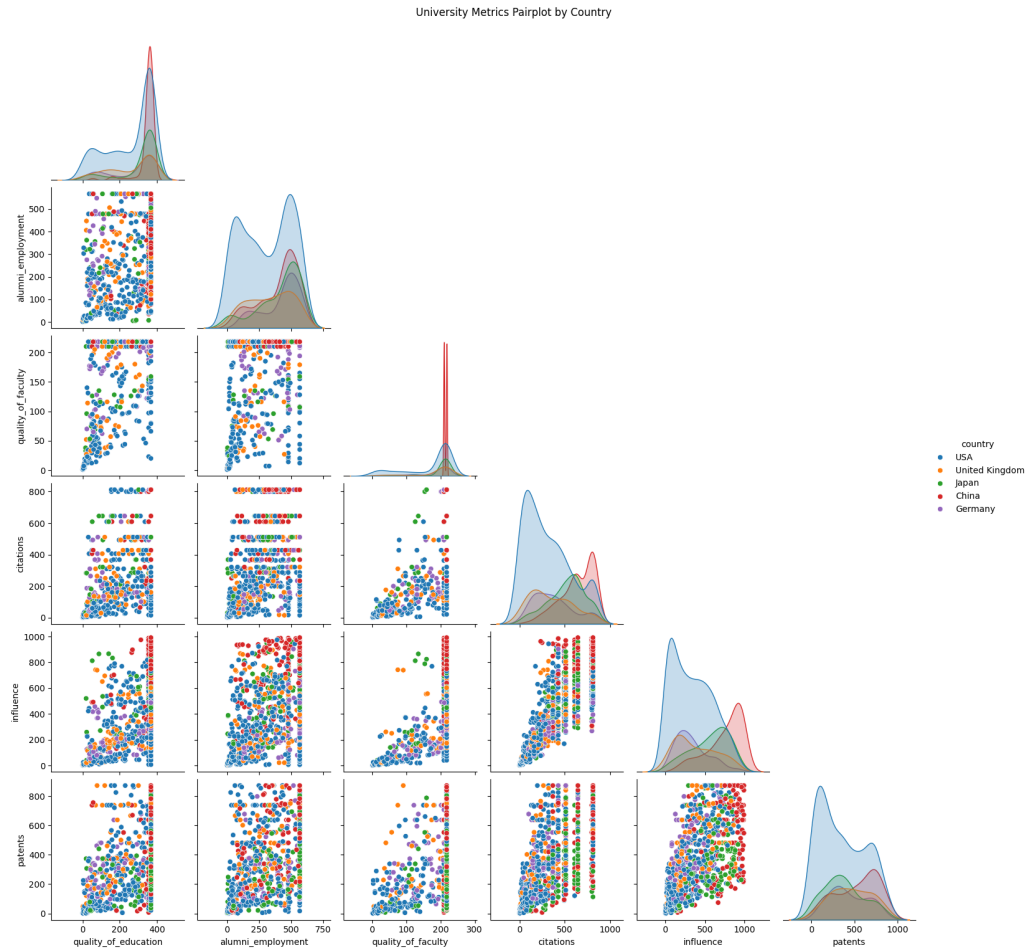 University Metrics Pairplot by Country
alumni_employment
500
400
300
200
100
0
quality_of_faculty
200
150
100
50
0
citations
800
600
400
200
0
influence
1000
800
600
400
200
0
patents
800
600
400
200
0
0 200 400
0 250 500 750
0 100 200 300
0 500 1000
0 500 1000
0 500 1000
quality_of_education
alumni_employment
quality_of_faculty
citations
influence
patents
country
USA
United Kingdom
Japan
China
Germany